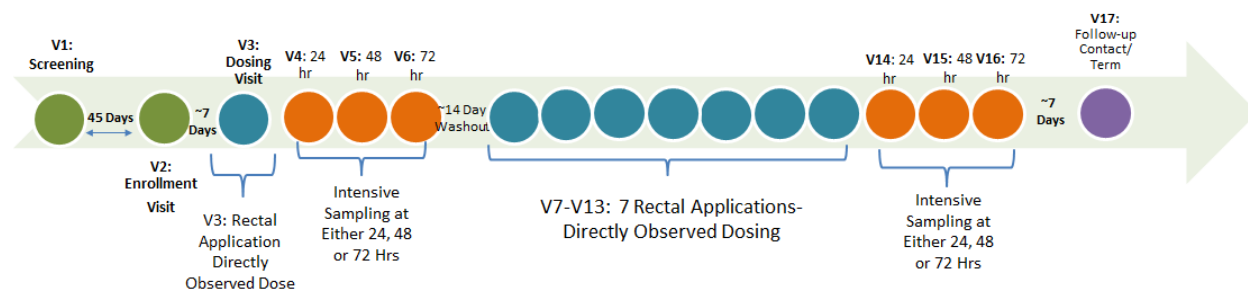 V1:
Screening
45 Days
V2:
Enrollment
Visit
~7
Days
V3:
Dosing
Visit
V3: Rectal
Application
Directly
Observed Dose
V4: 24
hr
V5: 48
hr
V6: 72
hr
Intensive
Sampling at
Either 24, 48
or 72 Hrs
~14 Day
Washout
V7-V13: 7 Rectal Applications-
Directly Observed Dosing
V14: 24
hr
V15: 48
hr
V16: 72
hr
Intensive
Sampling at
Either 24, 48
or 72 Hrs
~7
Days
V17:
Follow-up
Contact/
Term